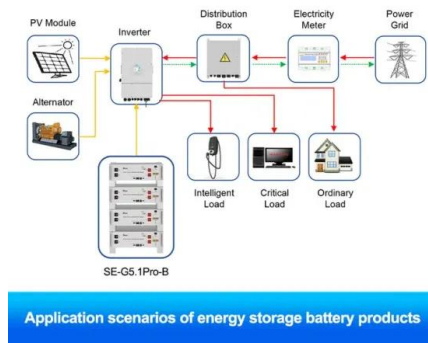 PV Module
Inverter
Distribution
Box
Electricity
Meter
Power
Grid
Alternator
Intelligent
Load
Critical
Load
Ordinary
Load
SE-G5.1Pro-B
Application scenarios of energy storage battery products